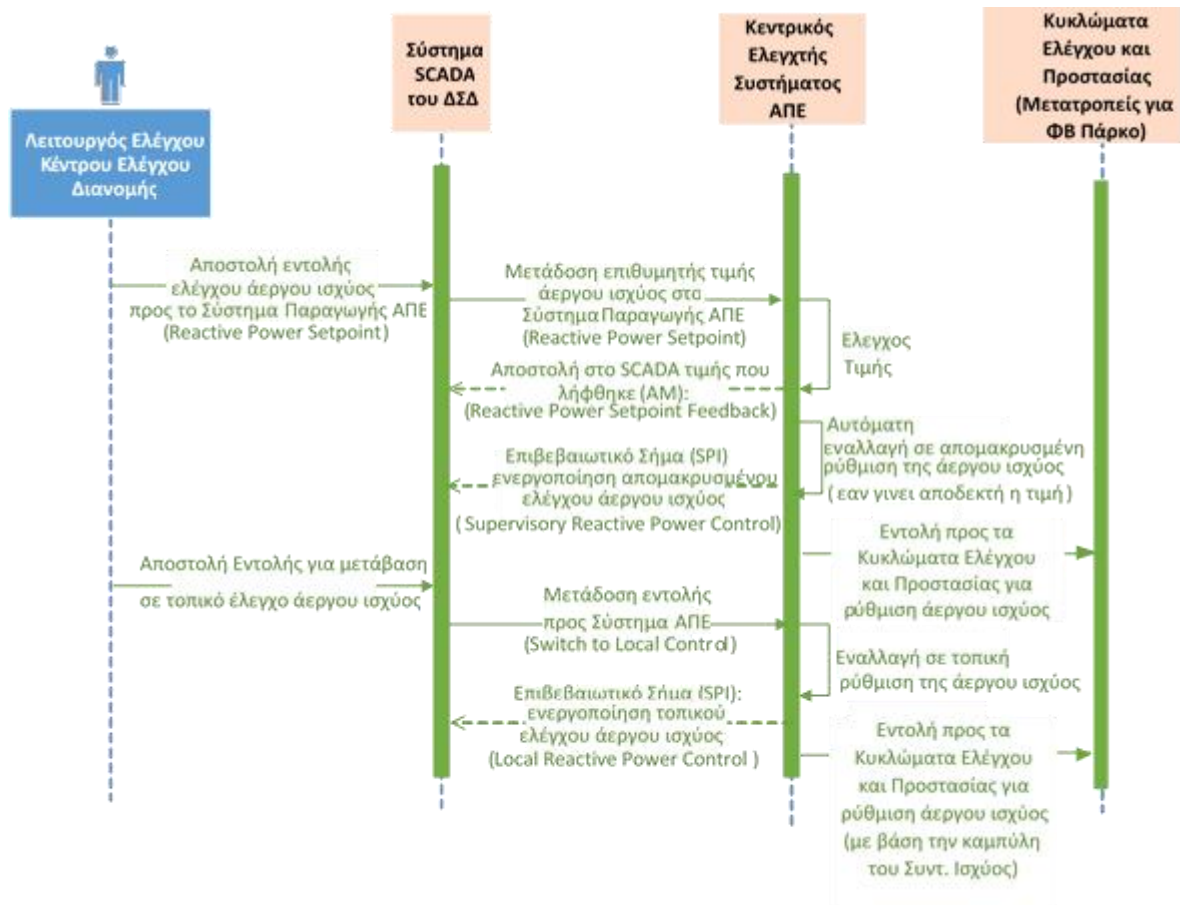 Λειτουργός Ελέγχου
Κέντρου Ελέγχου
Διανομής
Σύστημα
SCADA
του ΔΣΔ
Κεντρικός
Ελεγχτής
Συστήματος
ΑΠΕ
Κυκλώματα
Ελέγχου και
Προστασίας
(Μετατροπείς για
ΦΒ Πάρκο)
Αποστολή εντολής
ελέγχου άεργου ισχύος
προς το Σύστημα Παραγωγής ΑΠΕ
(Reactive Power Setpoint)
Μετάδοση επιθυμητής τιμής
άεργου ισχύος στο
Σύστημα Παραγωγής ΑΠΕ
(Reactive Power Setpoint)
Ελεγχος
Τιμής
Αποστολή στο SCADA τιμής που
λήφθηκε (AM):
(Reactive Power Setpoint Feedback)
Αυτόματη
εναλλαγή σε απομακρυσμένη
ρύθμιση της άεργου ισχύος
(εαν γινει αποδεκτή η τιμή)
Επιβεβαιωτικό Σήμα (SPI)
ενεργοποίηση απομακρυσμένου
ελέγχου άεργου ισχύος
(Supervisory Reactive Power Control)
Εντολή προς τα
Κυκλώματα Ελέγχου
και Προστασίας για
ρύθμιση άεργου ισχύος
Αποστολή Εντολής για μετάβαση
σε τοπικό έλεγχο άεργου ισχύος
Μετάδοση εντολής
προς Σύστημα ΑΠΕ
(Switch to Local Control)
Εναλλαγή σε τοπική
ρύθμιση της άεργου ισχύος
Επιβεβαιωτικό Σήμα (SPI):
ενεργοποίηση τοπικού
ελέγχου άεργου ισχύος
(Local Reactive Power Control)
Εντολή προς τα
Κυκλώματα Ελέγχου
και Προστασίας για
ρύθμιση άεργου ισχύος
(με βάση την καμπύλη
του Συντ. Ισχύος)